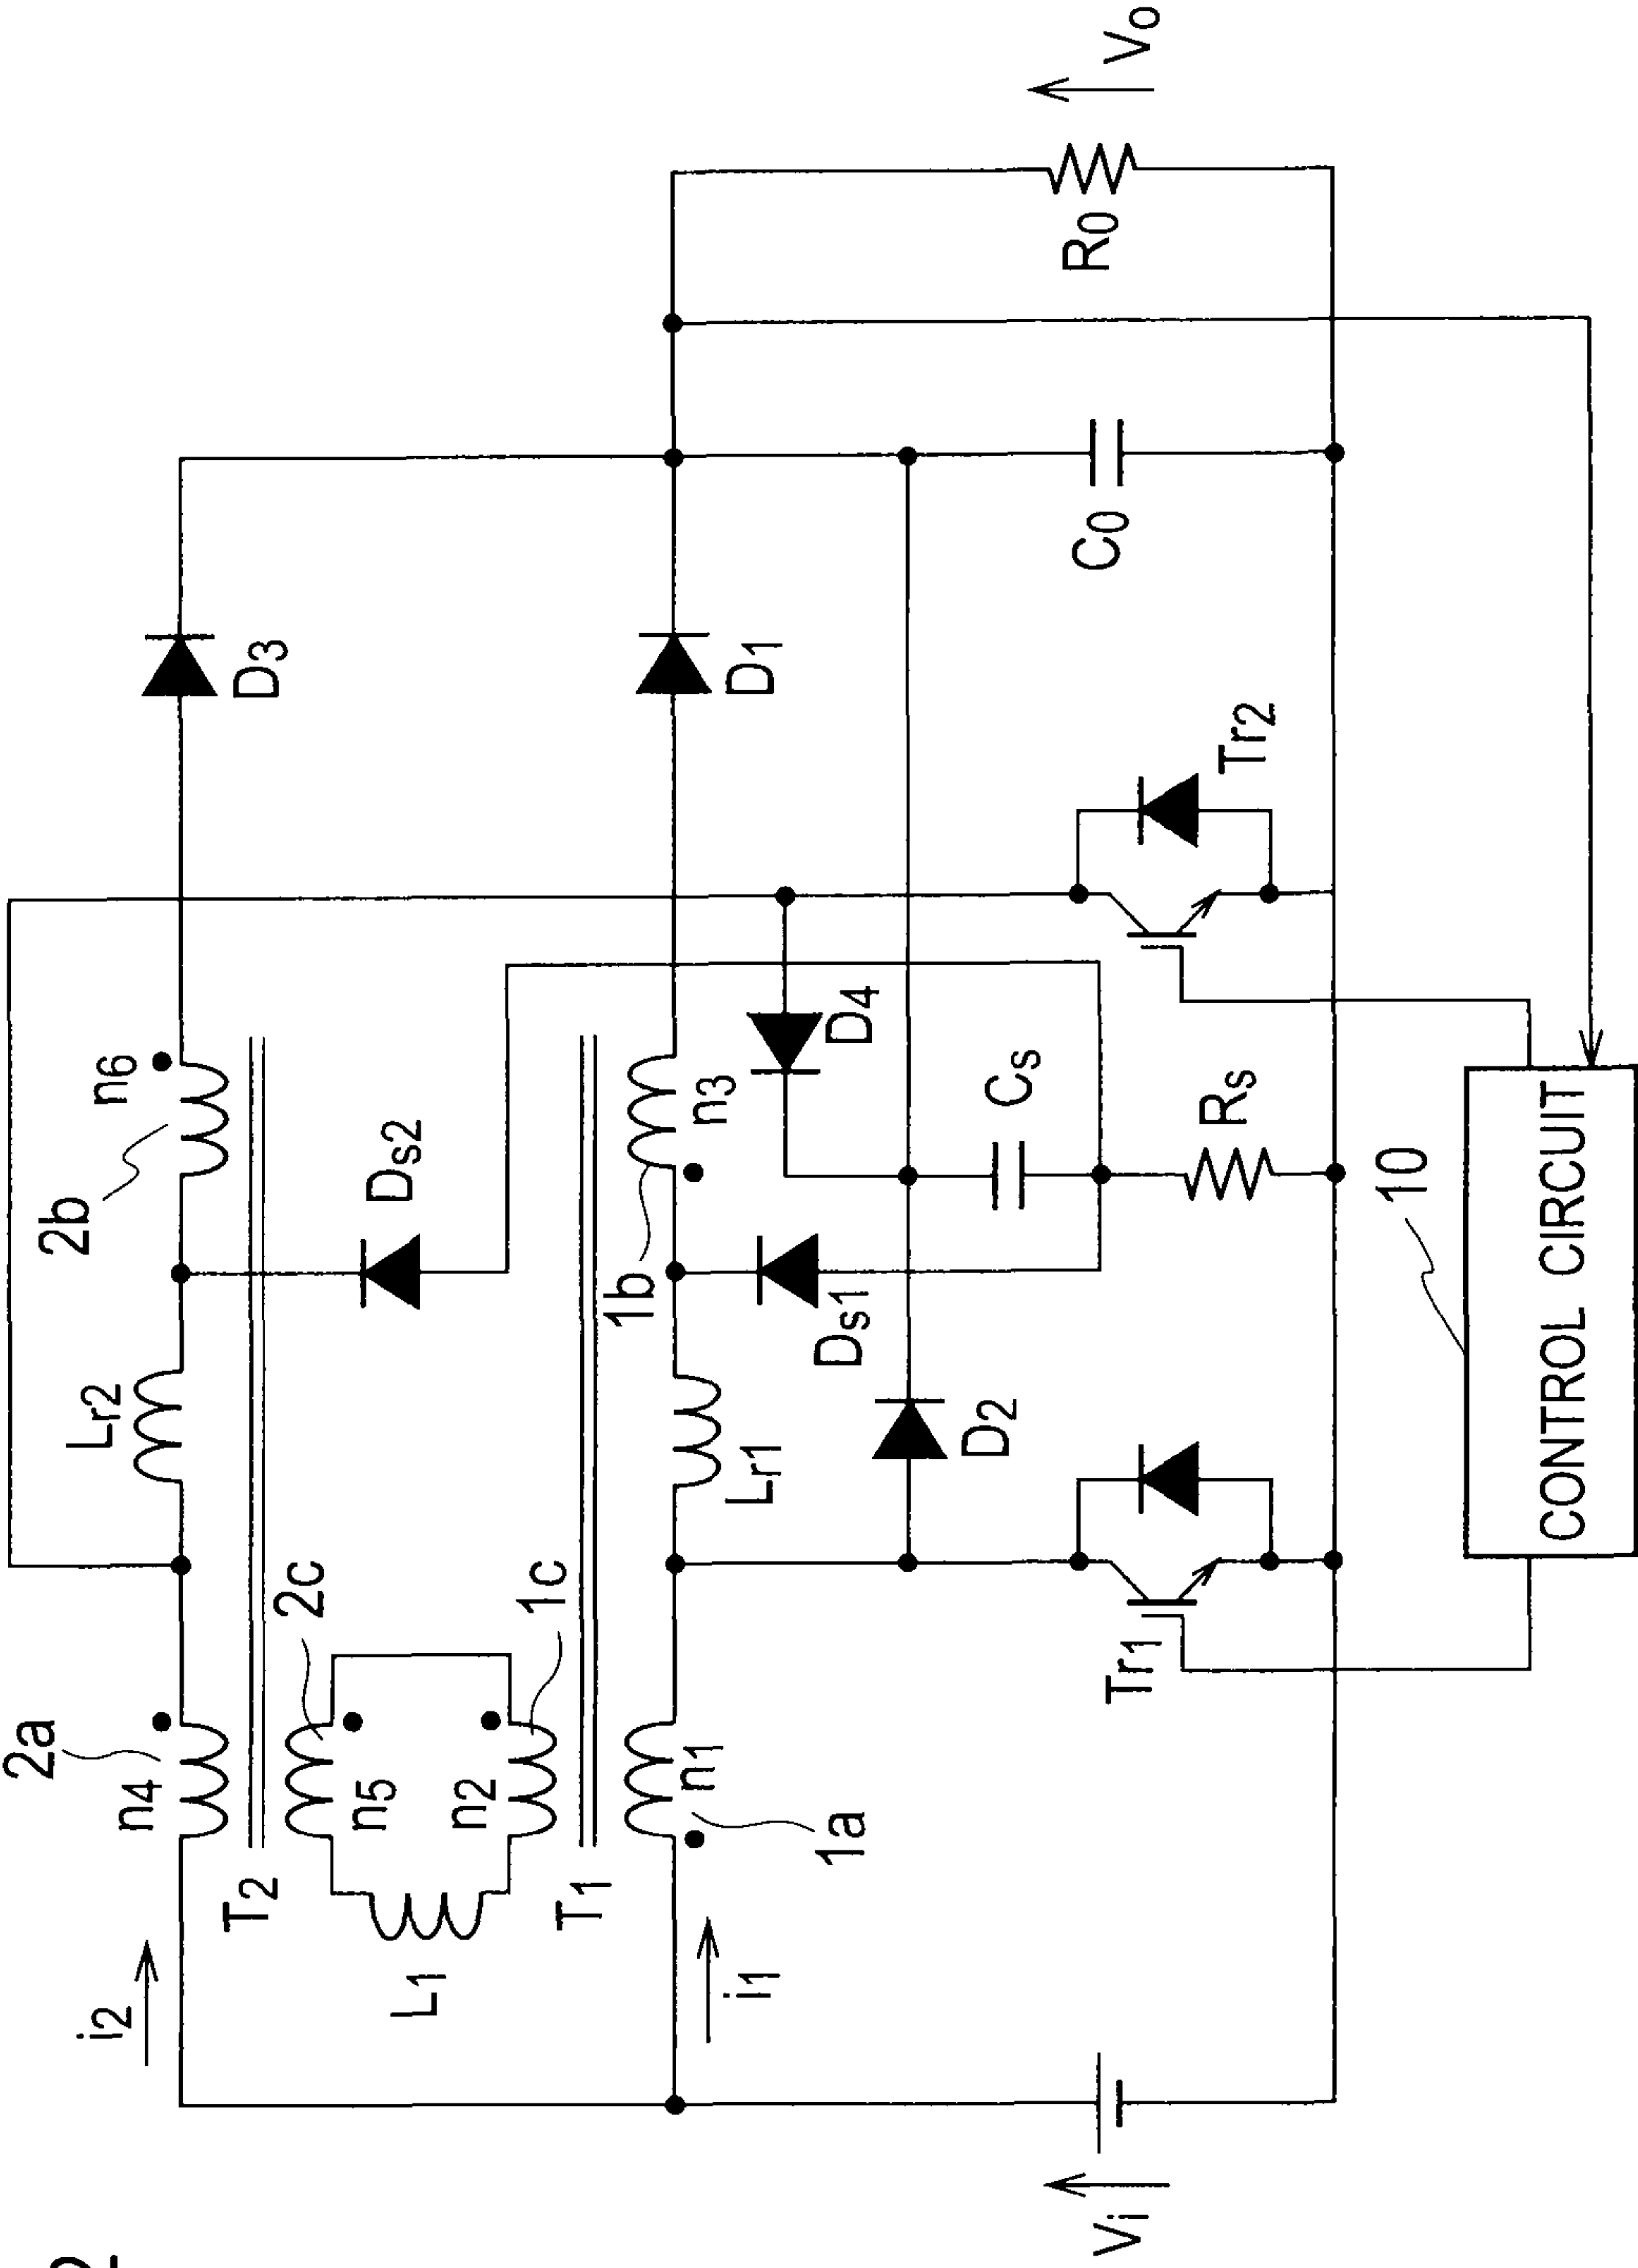 i2
2a
n4
Lr2
2b
n6
D3
T2
2c
n5
L1
n2
1c
T1
Ds2
i1
n1
1a
Lr1
1b
n3
D1
Ds1
D4
D2
Cs
Rs
Tr1
Tr2
C0
R0
Vo
Vi
10
CONTROL CIRCUIT